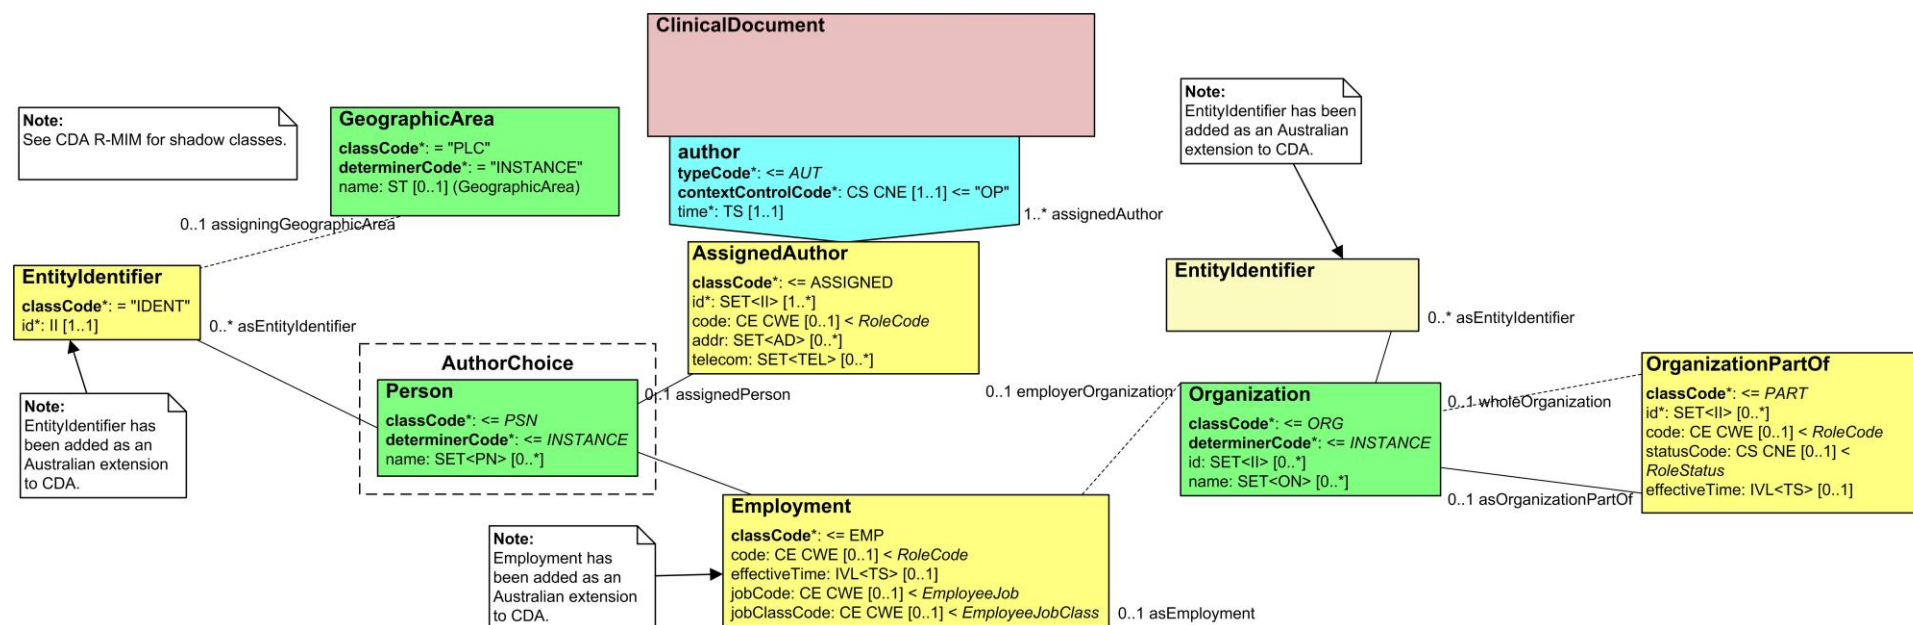 ClinicalDocument
Note:
See CDA R-MIM for shadow classes.
GeographicArea
classCode*: = "PLC"
determinerCode*: = "INSTANCE"
name: ST [0..1] (GeographicArea)
author
typeCode*: <= AUT
contextControlCode*: CS CNE [1..1] <= "OP"
time*: TS [1..1]
Note:
EntityIdentifier has been
added as an Australian
extension to CDA.
0..1 assigningGeographicArea
1..* assignedAuthor
EntityIdentifier
classCode*: = "IDENT"
id*: II [1..1]
0..* asEntityIdentifier
AssignedAuthor
classCode*: <= ASSIGNED
id*: SET<II> [1..*]
code: CE CWE [0..1] < RoleCode
addr: SET<AD> [0..*]
telecom: SET<TEL> [0..*]
EntityIdentifier
0..* asEntityIdentifier
AuthorChoice
Person
classCode*: <= PSN
determinerCode*: <= INSTANCE
name: SET<PN> [0..*]
0..1 assignedPerson
0..1 employerOrganization
Organization
classCode*: <= ORG
determinerCode*: <= INSTANCE
id: SET<II> [0..*]
name: SET<ON> [0..*]
0..1 wholeOrganization
OrganizationPartOf
classCode*: <= PART
id*: SET<II> [0..*]
code: CE CWE [0..1] < RoleCode
statusCode: CS CNE [0..1] <
RoleStatus
effectiveTime: IVL<TS> [0..1]
0..1 asOrganizationPartOf
Note:
EntityIdentifier has
been added as an
Australian extension
to CDA.
Note:
Employment has
been added as an
Australian extension
to CDA.
Employment
classCode*: <= EMP
code: CE CWE [0..1] < RoleCode
effectiveTime: IVL<TS> [0..1]
jobCode: CE CWE [0..1] < EmployeeJob
jobClassCode: CE CWE [0..1] < EmployeeJobClass
0..1 asEmployment